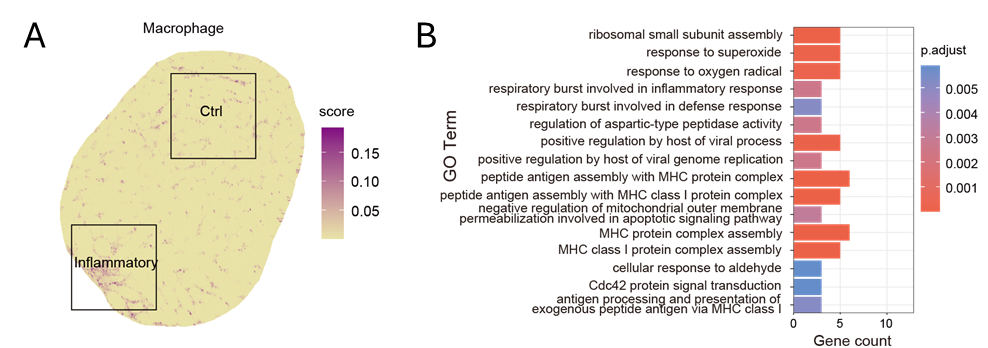 A
Macrophage
Ctrl
Inflammatory
score
0.15
0.10
0.05
B
GO Term
ribosomal small subunit assembly
response to superoxide
response to oxygen radical
respiratory burst involved in inflammatory response
respiratory burst involved in defense response
regulation of aspartic-type peptidase activity
positive regulation by host of viral process
positive regulation by host of viral genome replication
peptide antigen assembly with MHC protein complex
peptide antigen assembly with MHC class I protein complex
negative regulation of mitochondrial outer membrane
permeabilization involved in apoptotic signaling pathway
MHC protein complex assembly
MHC class I protein complex assembly
cellular response to aldehyde
Cdc42 protein signal transduction
antigen processing and presentation of
exogenous peptide antigen via MHC class I
0 5 10
Gene count
p.adjust
0.005
0.004
0.003
0.002
0.001